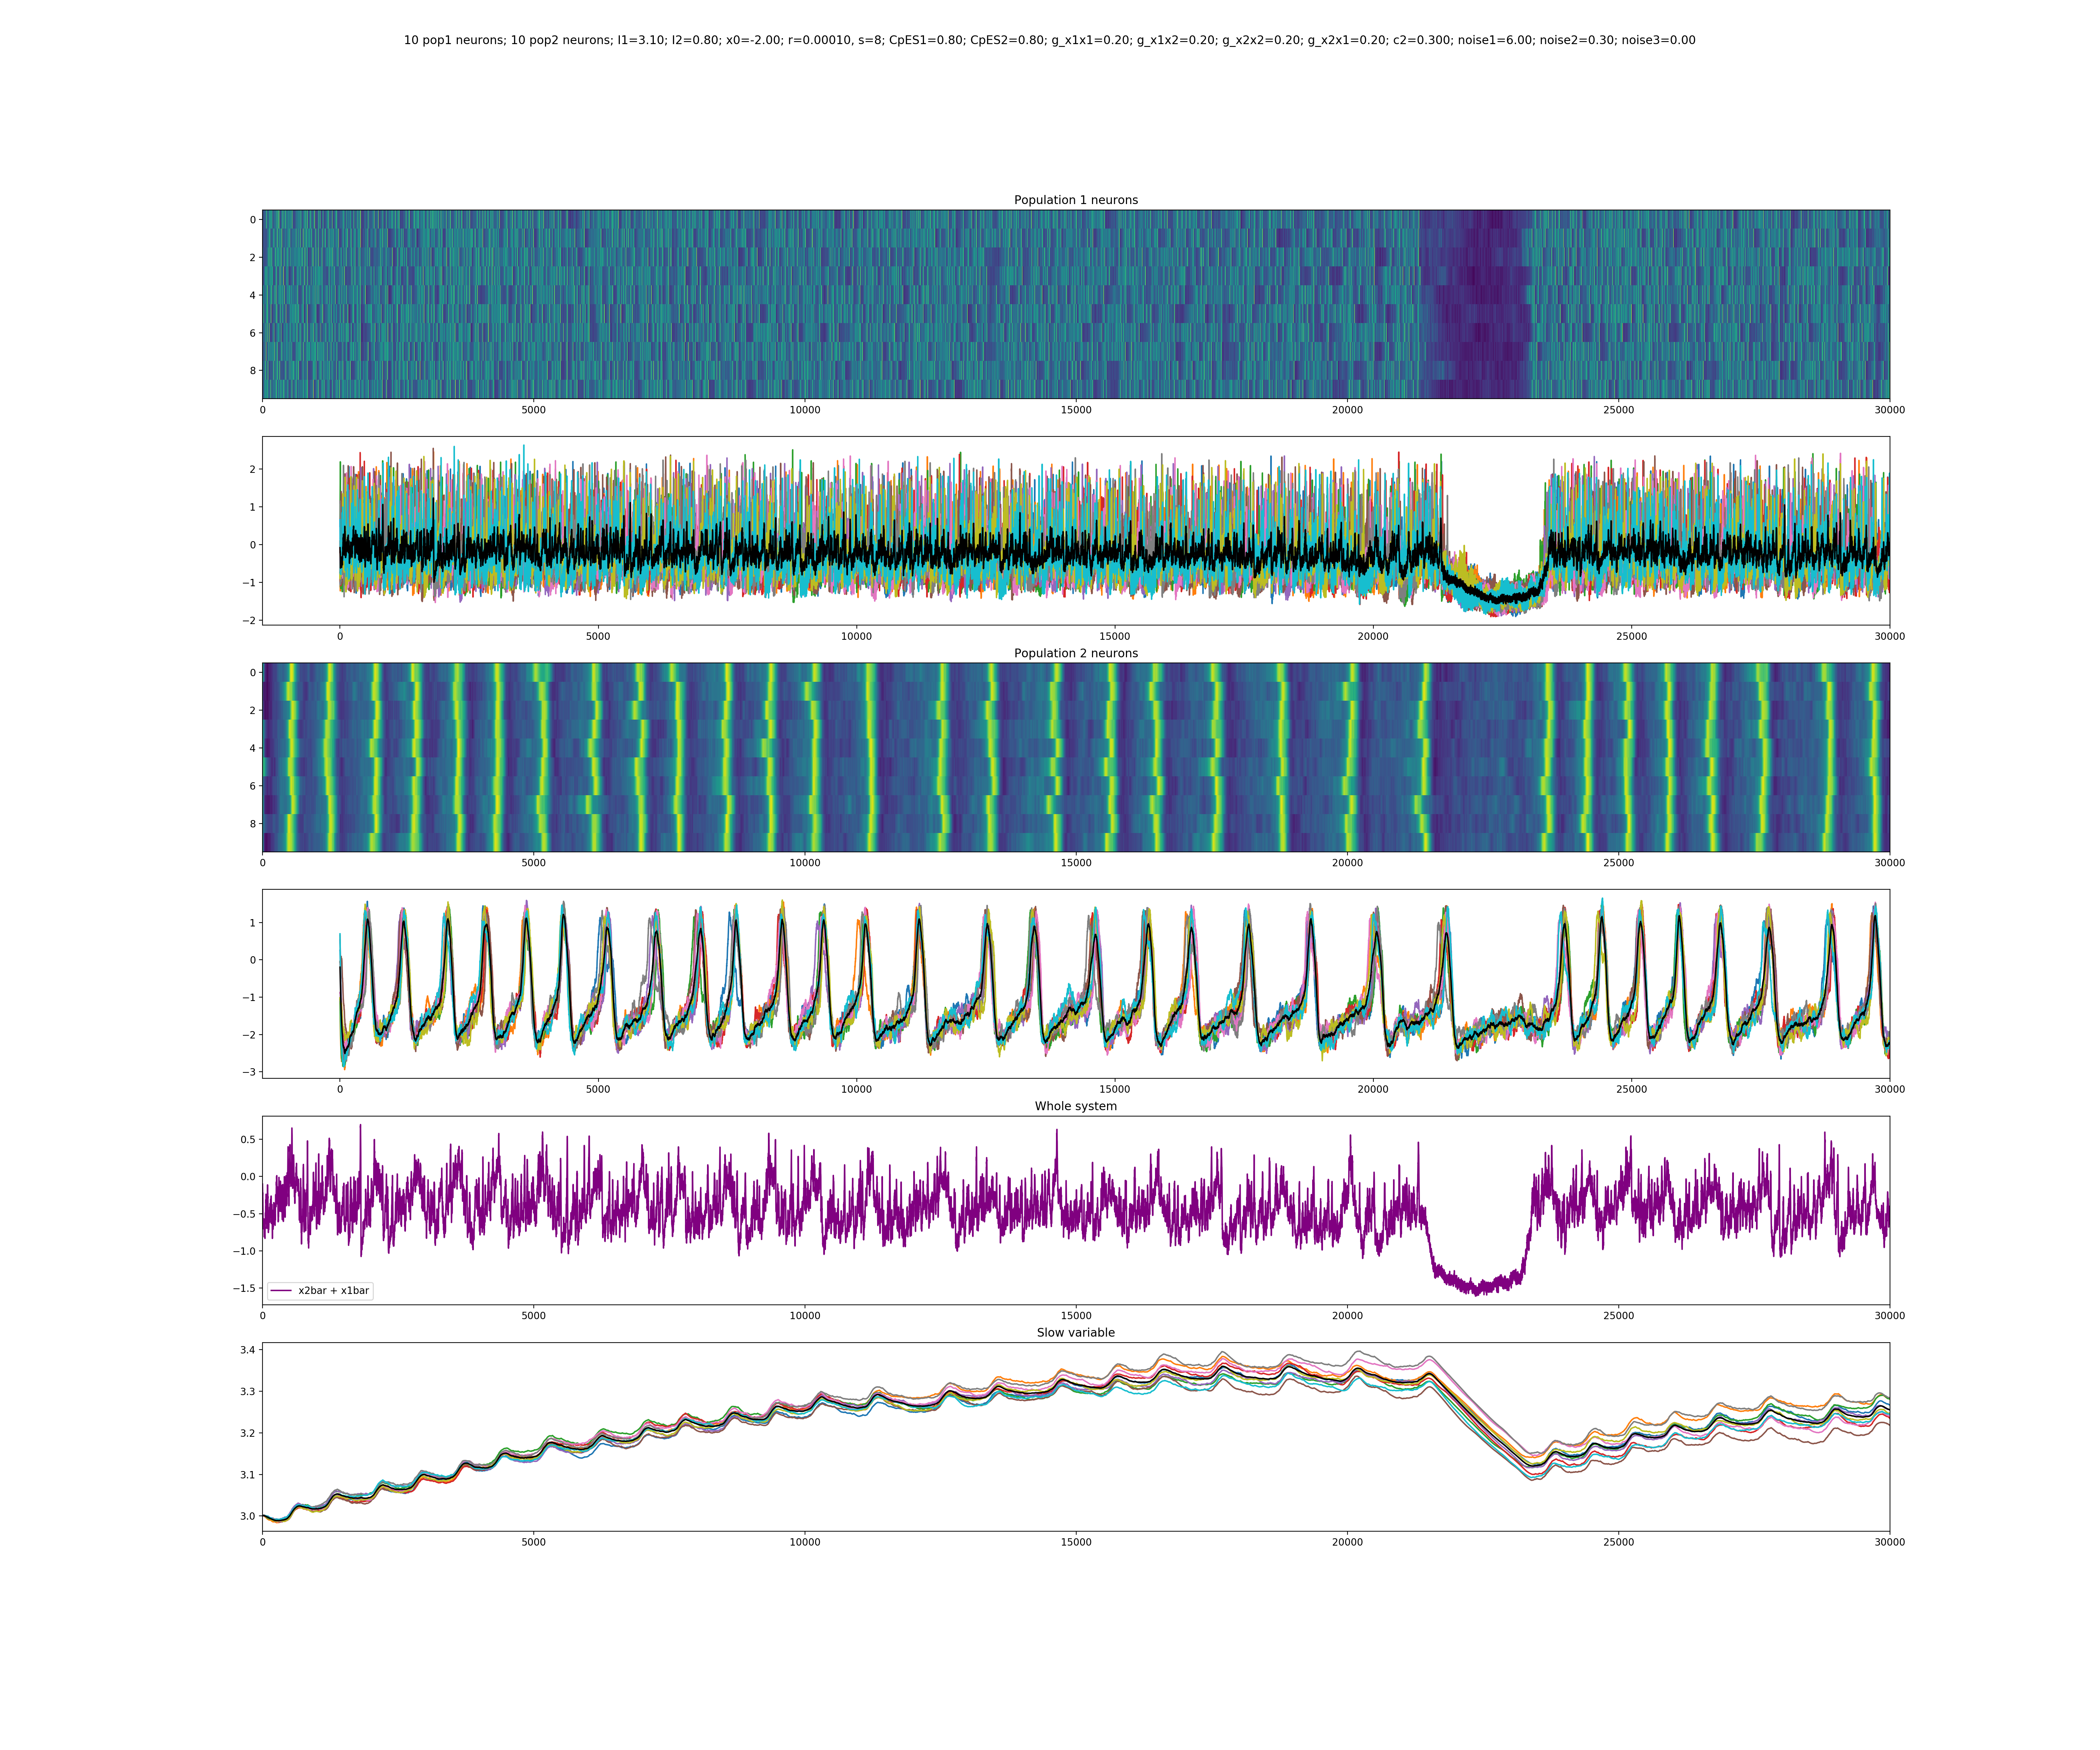 10 pop1 neurons; 10 pop2 neurons; I1=3.10; I2=0.80; x0=-2.00; r=0.00010, s=8; CpES1=0.80; CpES2=0.80; g_x1x1=0.20; g_x1x2=0.20; g_x2x2=0.20; g_x2x1=0.20; c2=0.300; noise1=6.00; noise2=0.30; noise3=0.00
Population 1 neurons
0
2
4
6
8
0 5000 10000 15000 20000 25000 30000
2
1
0
−1
−2
0 5000 10000 15000 20000 25000 30000
Population 2 neurons
0
2
4
6
8
0 5000 10000 15000 20000 25000 30000
1
0
−1
−2
−3
0 5000 10000 15000 20000 25000 30000
Whole system
0.5
0.0
−0.5
−1.0
−1.5
x2bar + x1bar
0 5000 10000 15000 20000 25000 30000
Slow variable
3.4
3.3
3.2
3.1
3.0
0 5000 10000 15000 20000 25000 30000